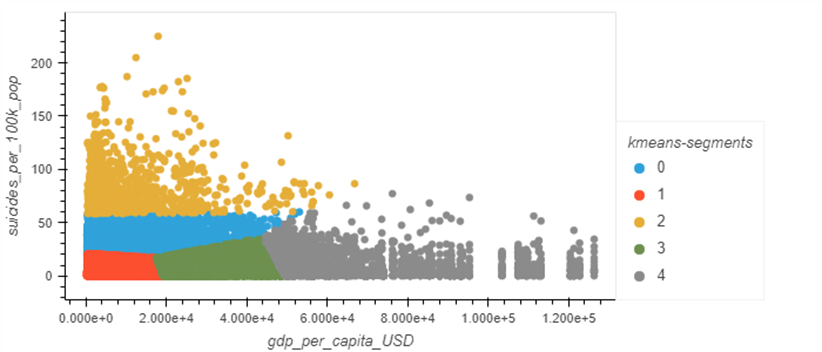 suicides_per_100k_pop
200
150
100
50
0
0.000e+0 2.000e+4 4.000e+4 6.000e+4 8.000e+4 1.000e+5 1.200e+5
gdp_per_capita_USD
kmeans-segments
0
1
2
3
4